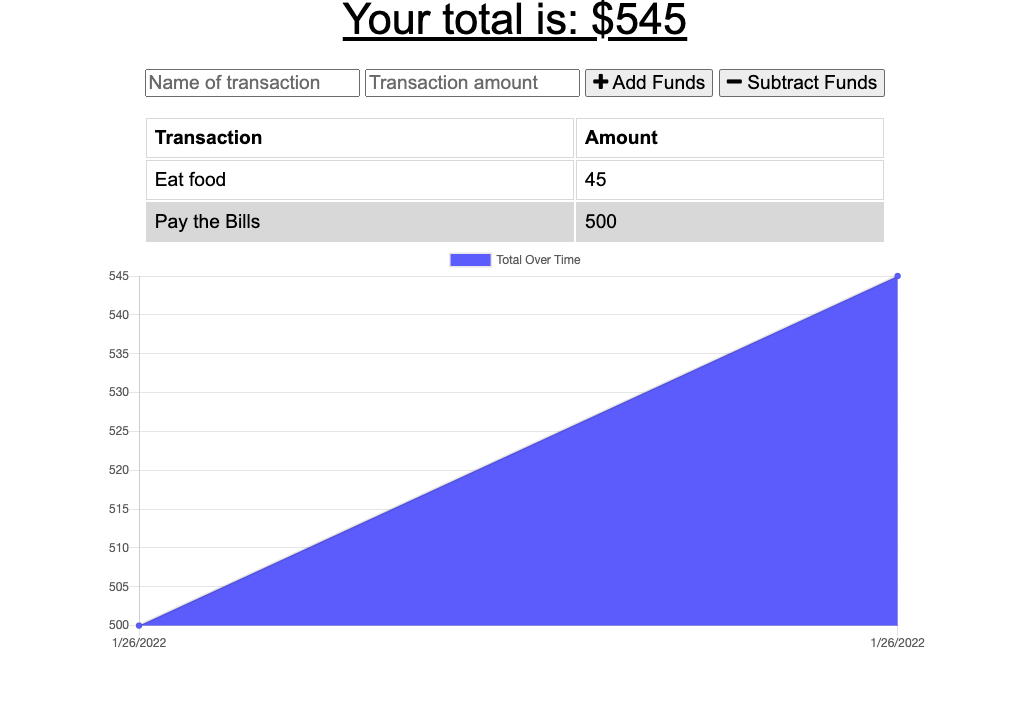 Your total is: $545
Name of transaction Transaction amount Add Funds Subtract Funds
Transaction Amount
Eat food 45
Pay the Bills 500
Total Over Time
545
540
535
530
525
520
515
510
505
500
1/26/2022 1/26/2022